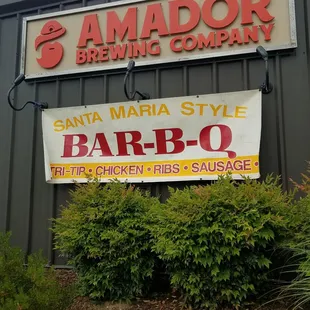 AMADOR
BREWING COMPANY
SANTA MARIA STYLE
BAR-B-Q
TRI-TIP • CHICKEN • RIBS • SAUSAGE •